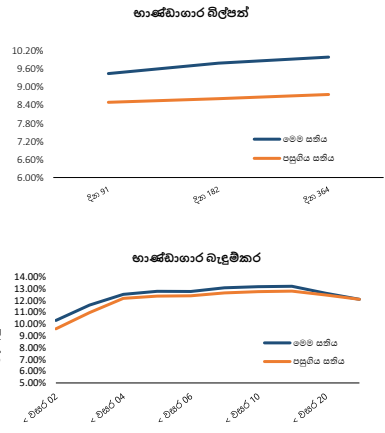 භාණ්ඩාගාර බිල්පත්
10.20%
9.60%
9.00%
8.40%
7.80%
7.20%
6.60%
6.00%
මෙම සතිය
පසුගිය සතිය
දින 91
දින 182
දින 364
භාණ්ඩාගාර බැඳුම්කර
14.00%
13.00%
12.00%
11.00%
10.00%
9.00%
8.00%
7.00%
6.00%
5.00%
මෙම සතිය
පසුගිය සතිය
වසර 02
වසර 04
වසර 06
වසර 10
වසර 20